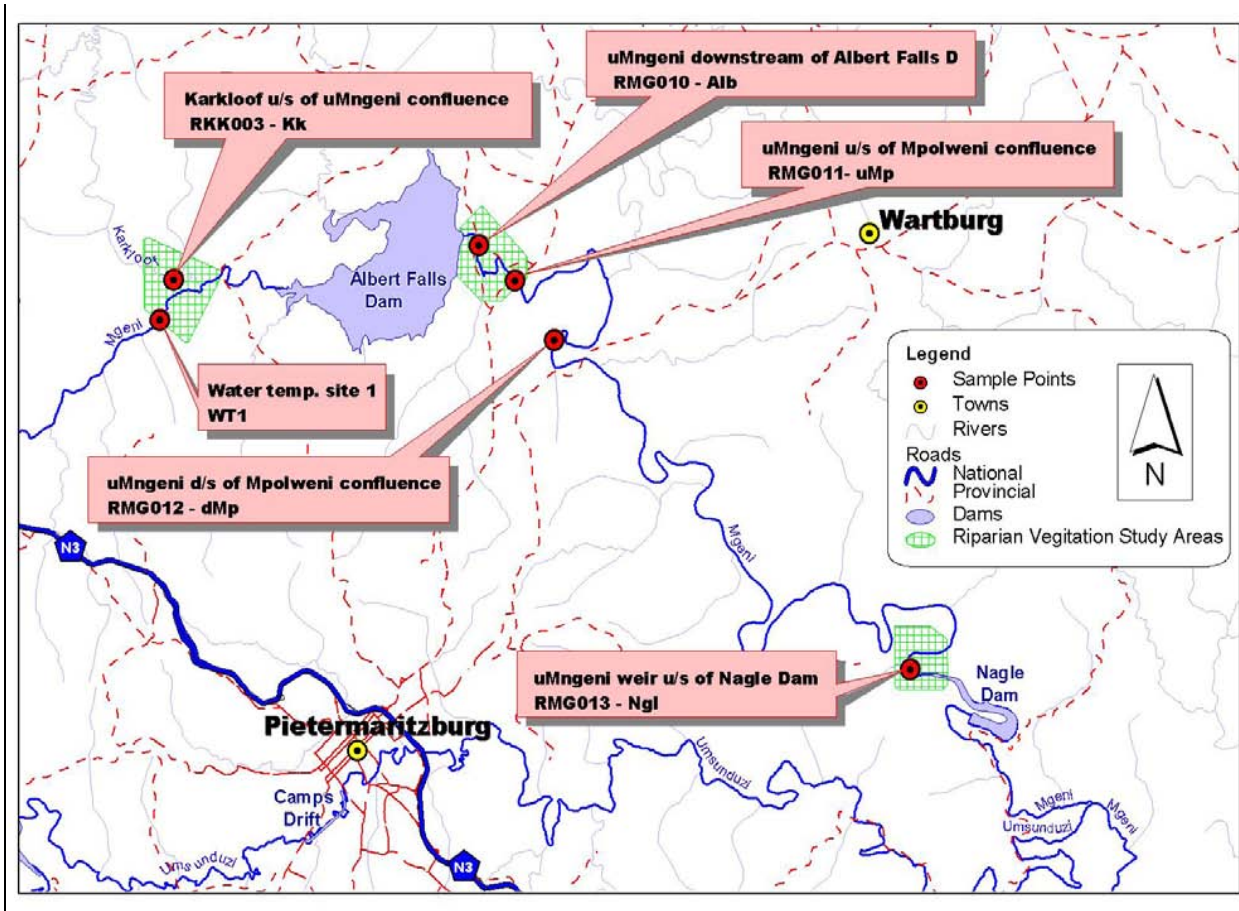 uMngeni downstream of Albert Falls D
RMG010 - Alb
Karkloof u/s of uMngeni confluence
RKK003 - Kk
uMngeni u/s of Mpolweni confluence
RMG011- uMp
Wartburg
Karkloof
Albert Falls
Dam
Mgeni
Water temp. site 1
WT1
uMngeni d/s of Mpolweni confluence
RMG012 - dMp
Legend
Sample Points
Towns
Rivers
Roads
National
Provincial
Dams
Riparian Vegitation Study Areas
N
N3
Mgeni
uMngeni weir u/s of Nagle Dam
RMG013 - Ngl
Nagle
Dam
Pietermaritzburg
Camps
Drift
Umsunduzi
Umsunduzi
Mgeni
Mgeni
Umsunduzi
N3